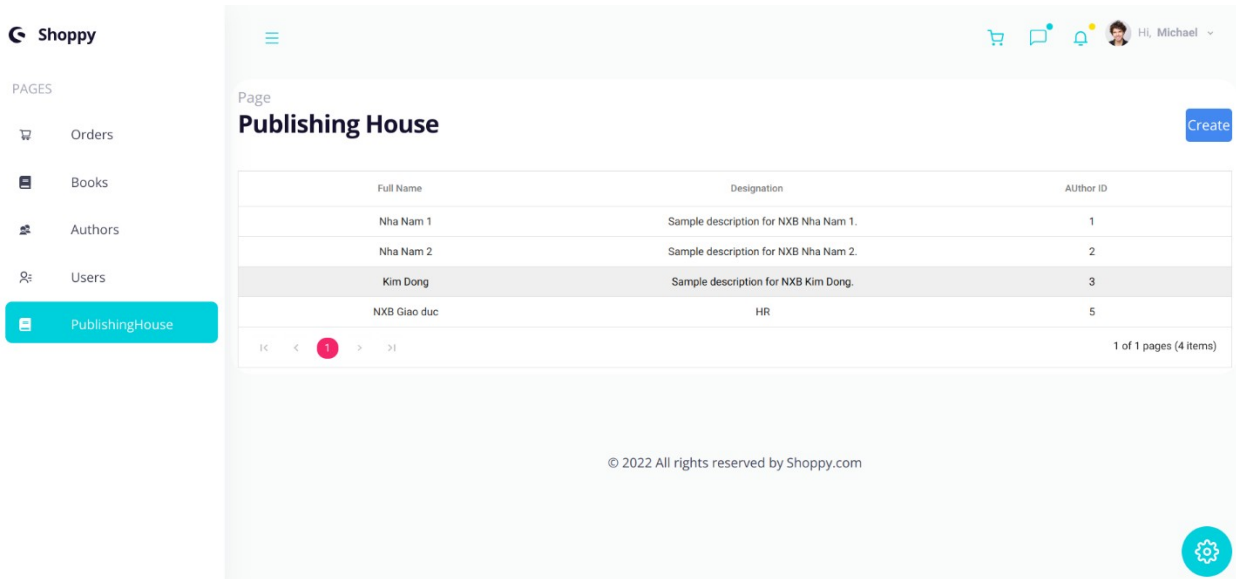 Shoppy
Hi, Michael
PAGES
Orders
Books
Authors
Users
PublishingHouse
Page
Publishing House
Create
Full Name Designation AUthor ID
Nha Nam 1 Sample description for NXB Nha Nam 1. 1
Nha Nam 2 Sample description for NXB Nha Nam 2. 2
Kim Dong Sample description for NXB Kim Dong. 3
NXB Giao duc HR 5
1 1 of 1 pages (4 items)
© 2022 All rights reserved by Shoppy.com